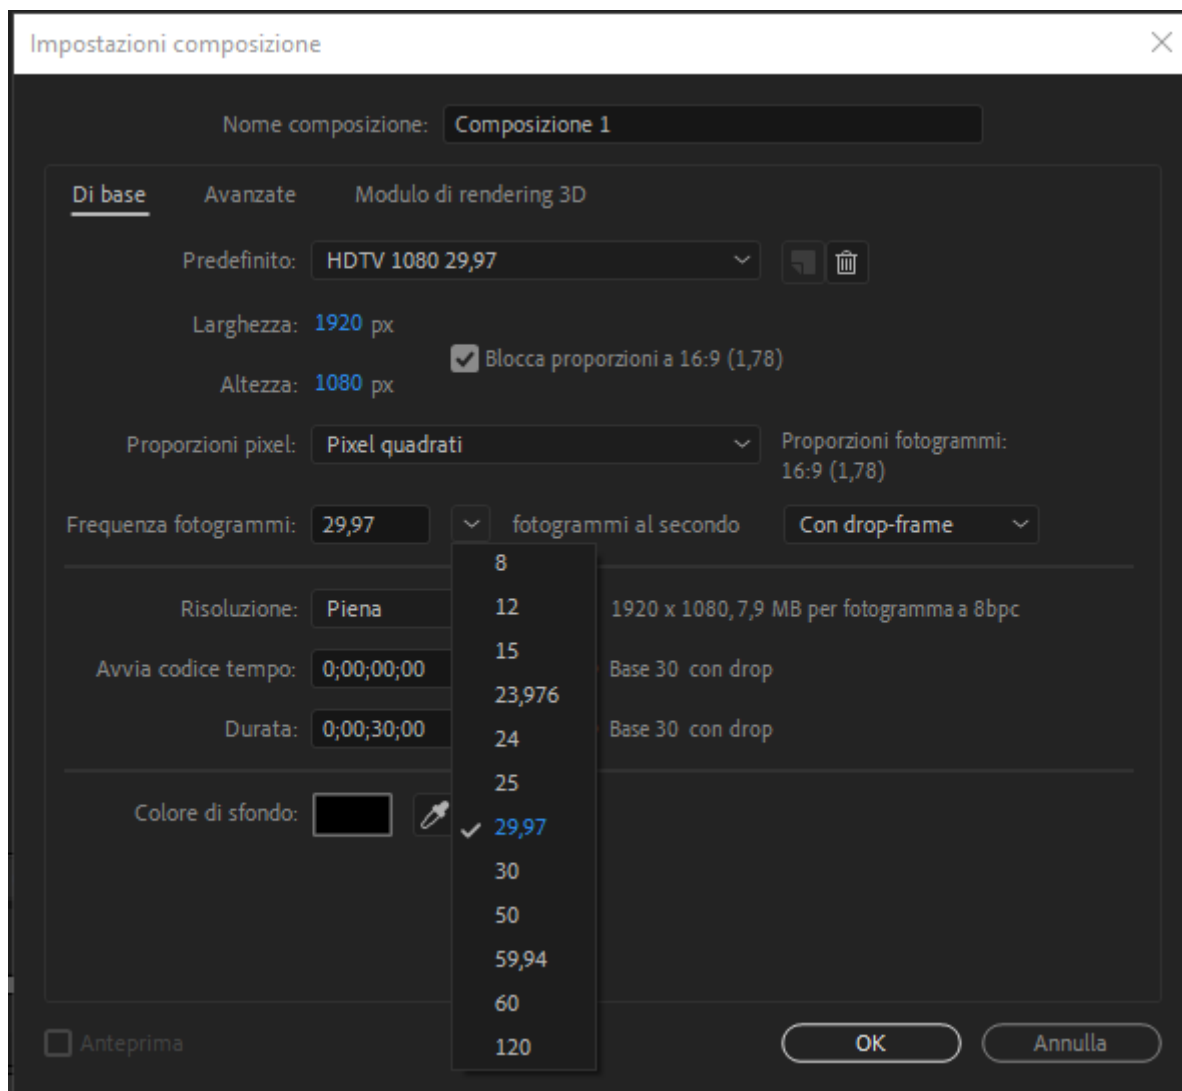 Impostazioni composizione
Nome composizione: Composizione 1
Di base Avanzate Modulo di rendering 3D
Predefinito: HDTV 1080 29,97
Larghezza: 1920 px
Blocca proporzioni a 16:9 (1,78)
Altezza: 1080 px
Proporzioni pixel: Pixel quadrati
Proporzioni fotogrammi:
16:9 (1,78)
Frequenza fotogrammi: 29,97 fotogrammi al secondo Con drop-frame
8
12
15
23,976
24
25
29,97
30
50
59,94
60
120
Risoluzione: Piena 1920 x 1080, 7,9 MB per fotogramma a 8bpc
Avvia codice tempo: 0;00;00;00 Base 30 con drop
Durata: 0;00;30;00 Base 30 con drop
Colore di sfondo:
Anteprima OK Annulla